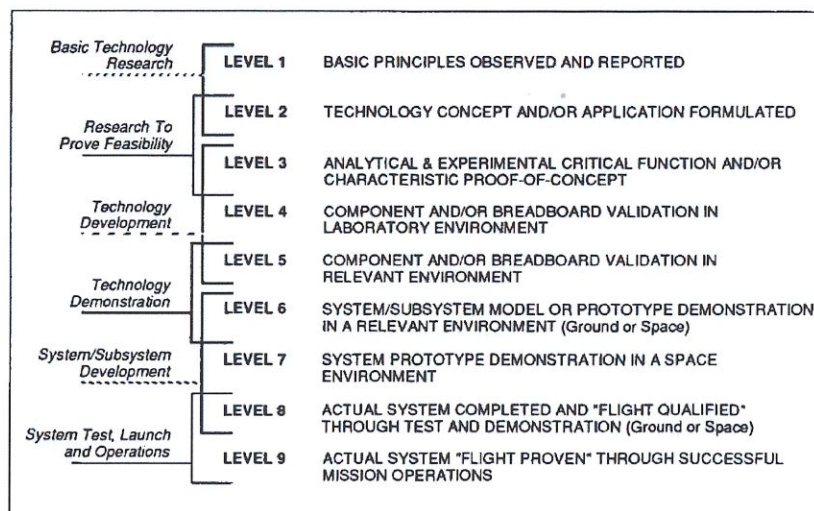 Basic Technology
Research
LEVEL 1 BASIC PRINCIPLES OBSERVED AND REPORTED
LEVEL 2 TECHNOLOGY CONCEPT AND/OR APPLICATION FORMULATED
Research To
Prove Feasibility
LEVEL 3 ANALYTICAL & EXPERIMENTAL CRITICAL FUNCTION AND/OR
CHARACTERISTIC PROOF-OF-CONCEPT
Technology
Development
LEVEL 4 COMPONENT AND/OR BREADBOARD VALIDATION IN
LABORATORY ENVIRONMENT
LEVEL 5 COMPONENT AND/OR BREADBOARD VALIDATION IN
RELEVANT ENVIRONMENT
Technology
Demonstration
LEVEL 6 SYSTEM/SUBSYSTEM MODEL OR PROTOTYPE DEMONSTRATION
IN A RELEVANT ENVIRONMENT (Ground or Space)
System/Subsystem
Development
LEVEL 7 SYSTEM PROTOTYPE DEMONSTRATION IN A SPACE
ENVIRONMENT
LEVEL 8 ACTUAL SYSTEM COMPLETED AND "FLIGHT QUALIFIED"
THROUGH TEST AND DEMONSTRATION (Ground or Space)
System Test, Launch
and Operations
LEVEL 9 ACTUAL SYSTEM "FLIGHT PROVEN" THROUGH SUCCESSFUL
MISSION OPERATIONS